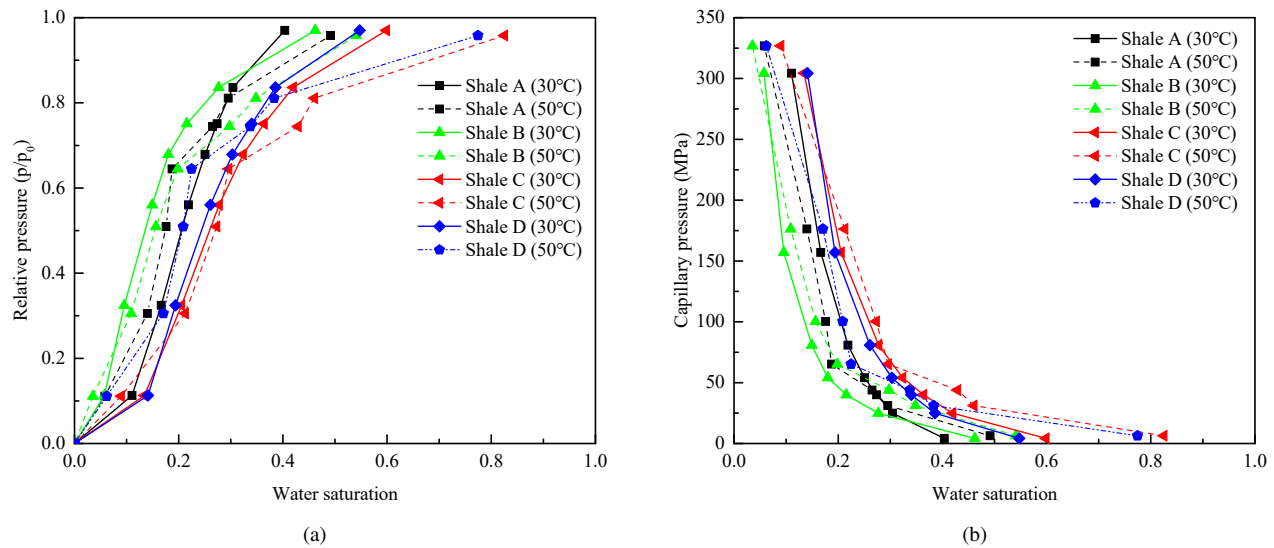 1.0
0.8
0.6
0.4
0.2
0.0
Relative pressure (p/p₀)
Shale A (30°C)
Shale A (50°C)
Shale B (30°C)
Shale B (50°C)
Shale C (30°C)
Shale C (50°C)
Shale D (30°C)
Shale D (50°C)
0.0 0.2 0.4 0.6 0.8 1.0
Water saturation
(a)
350
300
250
200
150
100
50
0
Capillary pressure (MPa)
Shale A (30°C)
Shale A (50°C)
Shale B (30°C)
Shale B (50°C)
Shale C (30°C)
Shale C (50°C)
Shale D (30°C)
Shale D (50°C)
0.0 0.2 0.4 0.6 0.8 1.0
Water saturation
(b)